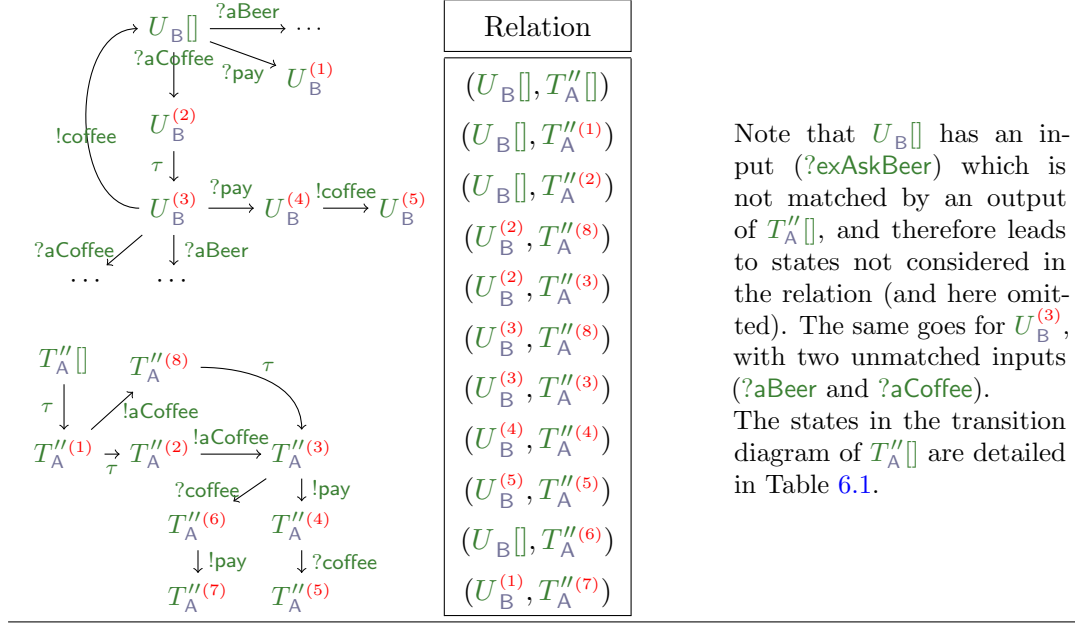 U_B[] ?aBeer ⋯
?aCoffee
?pay U_B^(1)
U_B^(2)
!coffee
τ
U_B^(3) ?pay U_B^(4) !coffee U_B^(5)
?aCoffee ?aBeer
⋯ ⋯
T''_A[] T''_A^(8) τ
τ !aCoffee
T''_A^(1) τ T''_A^(2) !aCoffee T''_A^(3)
?coffee !pay
T''_A^(6) T''_A^(4)
!pay ?coffee
T''_A^(7) T''_A^(5)
Relation
(U_B[], T''_A[])
(U_B[], T''_A^(1))
(U_B[], T''_A^(2))
(U_B^(2), T''_A^(8))
(U_B^(2), T''_A^(3))
(U_B^(3), T''_A^(8))
(U_B^(3), T''_A^(3))
(U_B^(4), T''_A^(4))
(U_B^(5), T''_A^(5))
(U_B[], T''_A^(6))
(U_B^(1), T''_A^(7))
Note that U_B[] has an in-
put (?exAskBeer) which is
not matched by an output
of T''_A[], and therefore leads
to states not considered in
the relation (and here omit-
ted). The same goes for U_B^(3),
with two unmatched inputs
(?aBeer and ?aCoffee).
The states in the transition
diagram of T''_A[] are detailed
in Table 6.1.